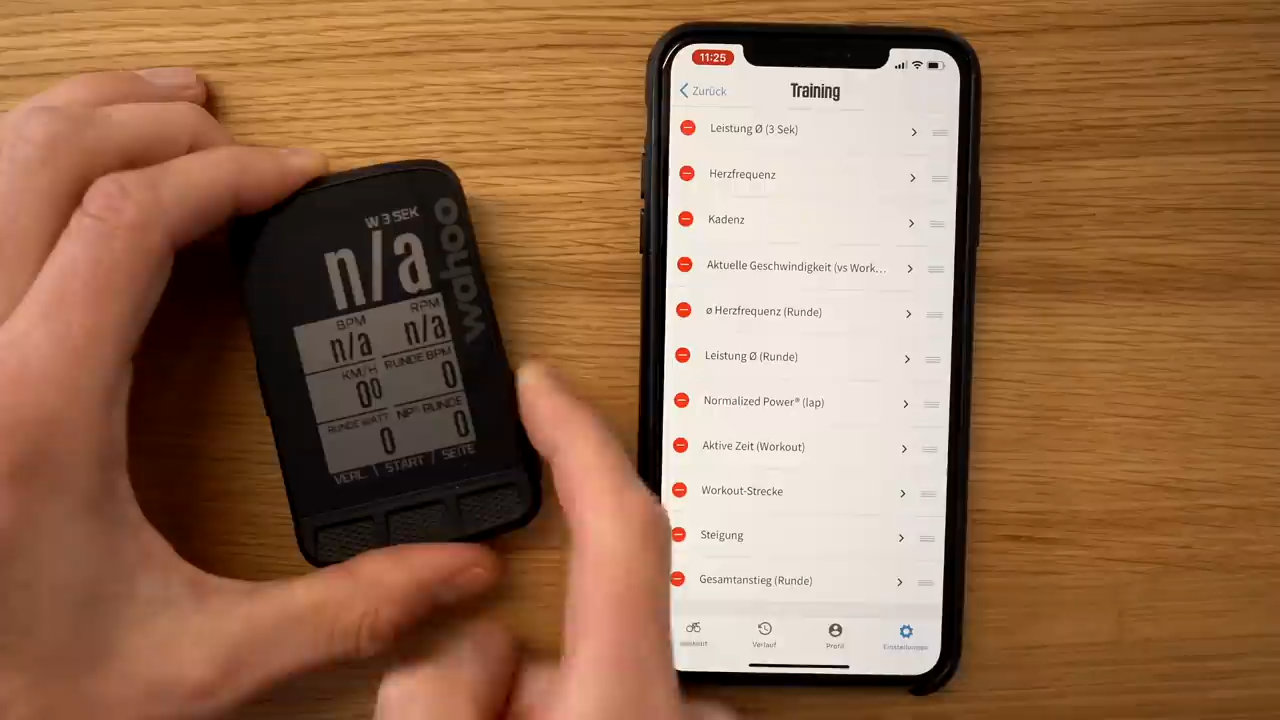 W 3 SEK
n/a
wahoo
BPM
RPM
n/a
n/a
KM/H
RUNDE BPM
0⁰
0
RUNDE WATT
NP® RUNDE
0
0
VERL. \ START / SEITE
11:25
Zurück
Training
Leistung Ø (3 Sek)
Herzfrequenz
Kadenz
Aktuelle Geschwindigkeit (vs Work...
ø Herzfrequenz (Runde)
Leistung Ø (Runde)
Normalized Power® (lap)
Aktive Zeit (Workout)
Workout-Strecke
Steigung
Gesamtanstieg (Runde)
Verlauf
Profil
Einstellungen